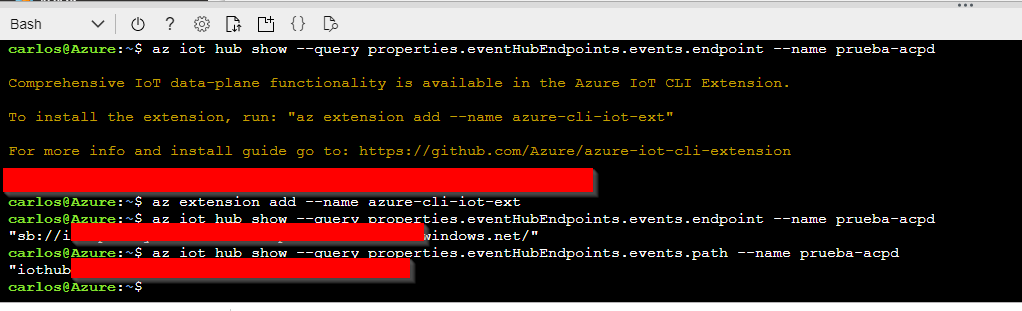 Bash
?
{}
carlos@Azure:~$ az iot hub show --query properties.eventHubEndpoints.events.endpoint --name prueba-acpd
Comprehensive IoT data-plane functionality is available in the Azure IoT CLI Extension.
To install the extension, run: "az extension add --name azure-cli-iot-ext"
For more info and install guide go to: https://github.com/Azure/azure-iot-cli-extension
carlos@Azure:~$ az extension add --name azure-cli-iot-ext
carlos@Azure:~$ az iot hub show --query properties.eventHubEndpoints.events.endpoint --name prueba-acpd
"sb://i windows.net/"
carlos@Azure:~$ az iot hub show --query properties.eventHubEndpoints.events.path --name prueba-acpd
"iothub
carlos@Azure:~$